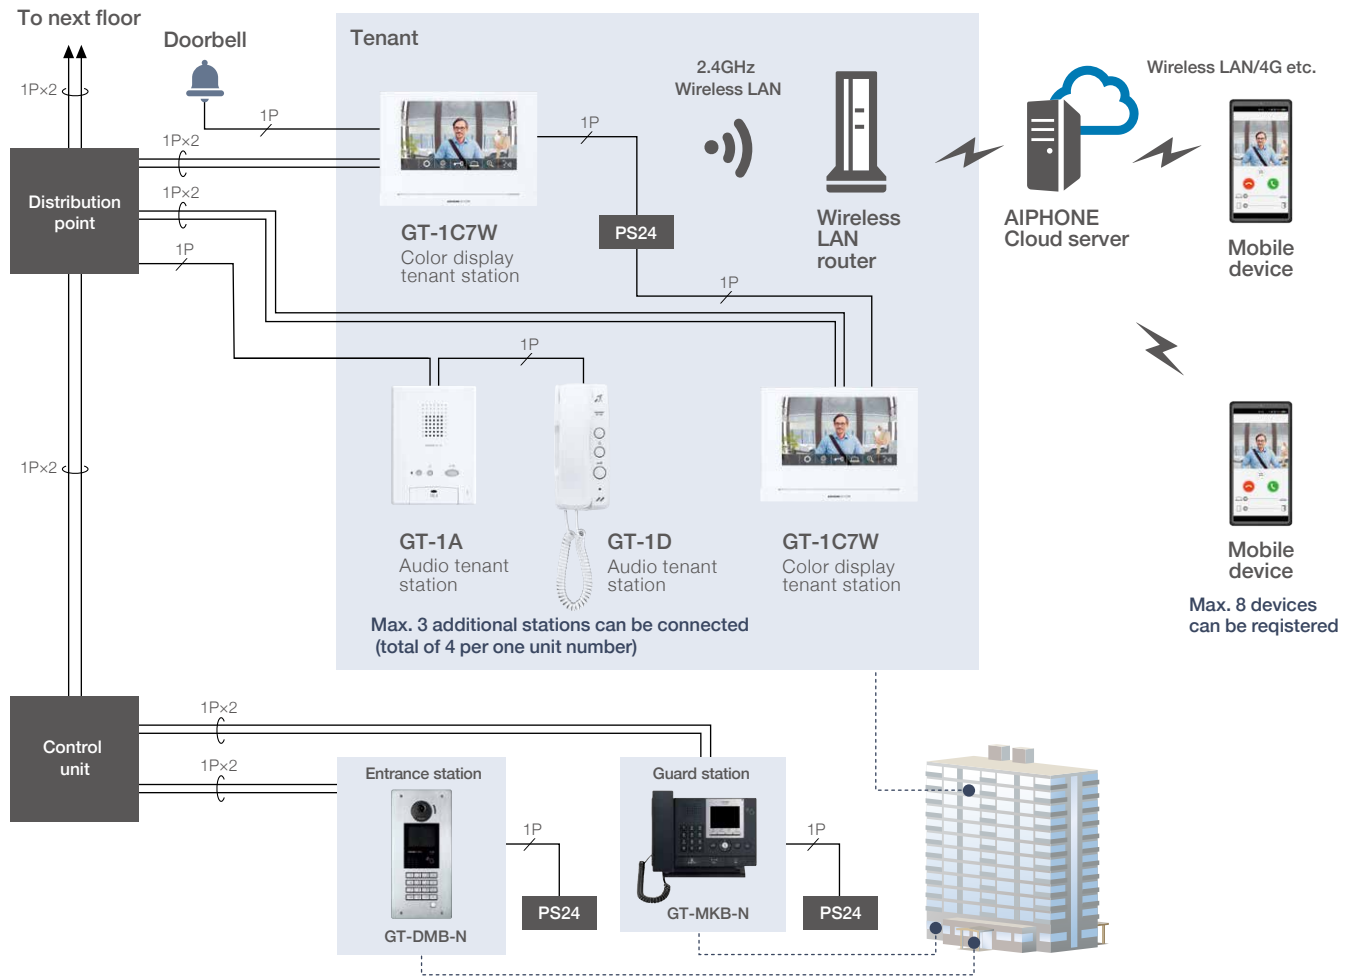 To next floor
Doorbell
Tenant
2.4GHz
Wireless LAN
Wireless LAN/4G etc.
1P×2
1P
1P×2
1P
1P×2
1P
Distribution
point
PS24
GT-1C7W
Color display
tenant station
Wireless
LAN
router
AIPHONE
Cloud server
Mobile
device
1P
1P
1P×2
GT-1A
Audio tenant
station
GT-1D
Audio tenant
station
GT-1C7W
Color display
tenant station
Mobile
device
Max. 3 additional stations can be connected
(total of 4 per one unit number)
Max. 8 devices
can be reqistered
Control
unit
1P×2
1P×2
Entrance station
Guard station
1P
1P
PS24
PS24
GT-DMB-N
GT-MKB-N